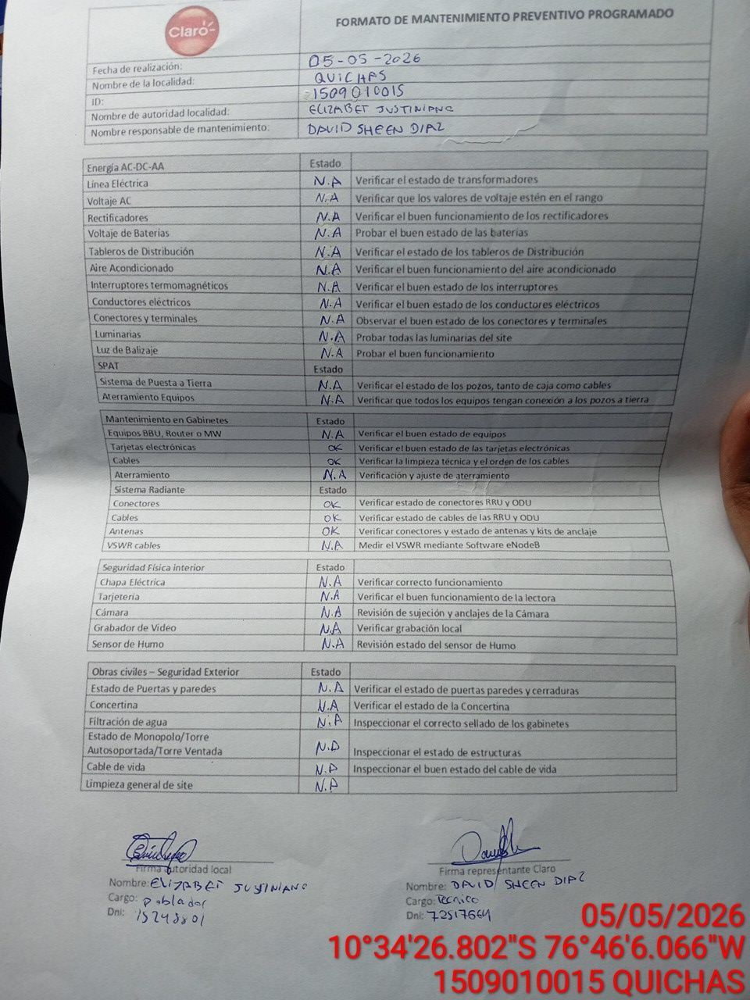 Claro
FORMATO DE MANTENIMIENTO PREVENTIVO PROGRAMADO
Fecha de realización: 05-05-2026
Nombre de la localidad: QUICHAS
ID: 1509010015
Nombre de autoridad localidad: ELIZABET JUSTINIANO
Nombre responsable de mantenimiento: DAVID SHEEN DIAZ
Energía AC-DC-AA Estado
Línea Eléctrica N.A Verificar el estado de transformadores
Voltaje AC N.A Verificar que los valores de voltaje estén en el rango
Rectificadores N.A Verificar el buen funcionamiento de los rectificadores
Voltaje de Baterías N.A Probar el buen estado de las baterías
Tableros de Distribución N.A Verificar el estado de los tableros de Distribución
Aire Acondicionado N.A Verificar el buen funcionamiento del aire acondicionado
Interruptores termomagnéticos N.A Verificar el buen estado de los interruptores
Conductores eléctricos N.A Verificar el buen estado de los conductores eléctricos
Conectores y terminales N.A Observar el buen estado de los conectores y terminales
Luminarias N.A Probar todas las luminarias del site
Luz de Balizaje N.A Probar el buen funcionamiento
SPAT Estado
Sistema de Puesta a Tierra N.A Verificar el estado de los pozos, tanto de caja como cables
Aterramiento Equipos N.A Verificar que todos los equipos tengan conexión a los pozos a tierra
Mantenimiento en Gabinetes Estado
Equipos BBU, Router o MW N.A Verificar el buen estado de equipos
Tarjetas electrónicas OK Verificar el buen estado de las tarjetas electrónicas
Cables OK Verificar la limpieza técnica y el orden de los cables
Aterramiento N.A Verificación y ajuste de aterramiento
Sistema Radiante Estado
Conectores OK Verificar estado de conectores RRU y ODU
Cables OK Verificar estado de cables de las RRU y ODU
Antenas OK Verificar conectores y estado de antenas y kits de anclaje
VSWR cables N.A Medir el VSWR mediante Software eNodeB
Seguridad Física interior Estado
Chapa Eléctrica N.A Verificar correcto funcionamiento
Tarjetería N.A Verificar el buen funcionamiento de la lectora
Cámara N.A Revisión de sujeción y anclajes de la Cámara
Grabador de Vídeo N.A Verificar grabación local
Sensor de Humo N.A Revisión estado del sensor de Humo
Obras civiles – Seguridad Exterior Estado
Estado de Puertas y paredes N.A Verificar el estado de puertas paredes y cerraduras
Concertina N.A Verificar el estado de la Concertina
Filtración de agua N.A Inspeccionar el correcto sellado de los gabinetes
Estado de Monopolo/Torre
Autosoportada/Torre Ventada N.A Inspeccionar el estado de estructuras
Cable de vida N.A Inspeccionar el buen estado del cable de vida
Limpieza general de site N.A
Firma autoridad local
Nombre: ELIZABET JUSTINIANO
Cargo: Poblador
Dni: 15248801
Firma representante Claro
Nombre: DAVID SHEEN DIAZ
Cargo: Tecnico
Dni: 72517664
05/05/2026
10°34'26.802"S 76°46'6.066"W
1509010015 QUICHAS